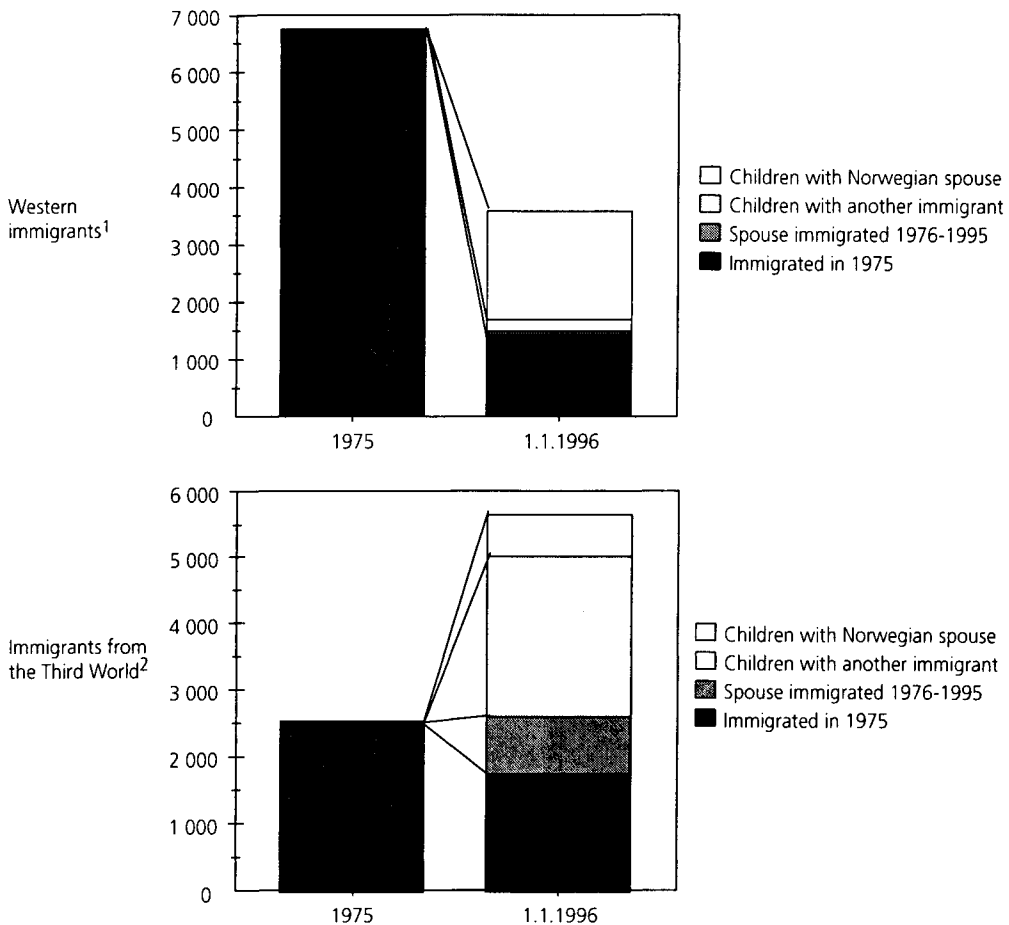 7 000
6 000
5 000
4 000
3 000
2 000
1 000
0
Western
immigrants1
1975
1.1.1996
Children with Norwegian spouse
Children with another immigrant
Spouse immigrated 1976-1995
Immigrated in 1975
6 000
5 000
4 000
3 000
2 000
1 000
0
Immigrants from
the Third World2
1975
1.1.1996
Children with Norwegian spouse
Children with another immigrant
Spouse immigrated 1976-1995
Immigrated in 1975